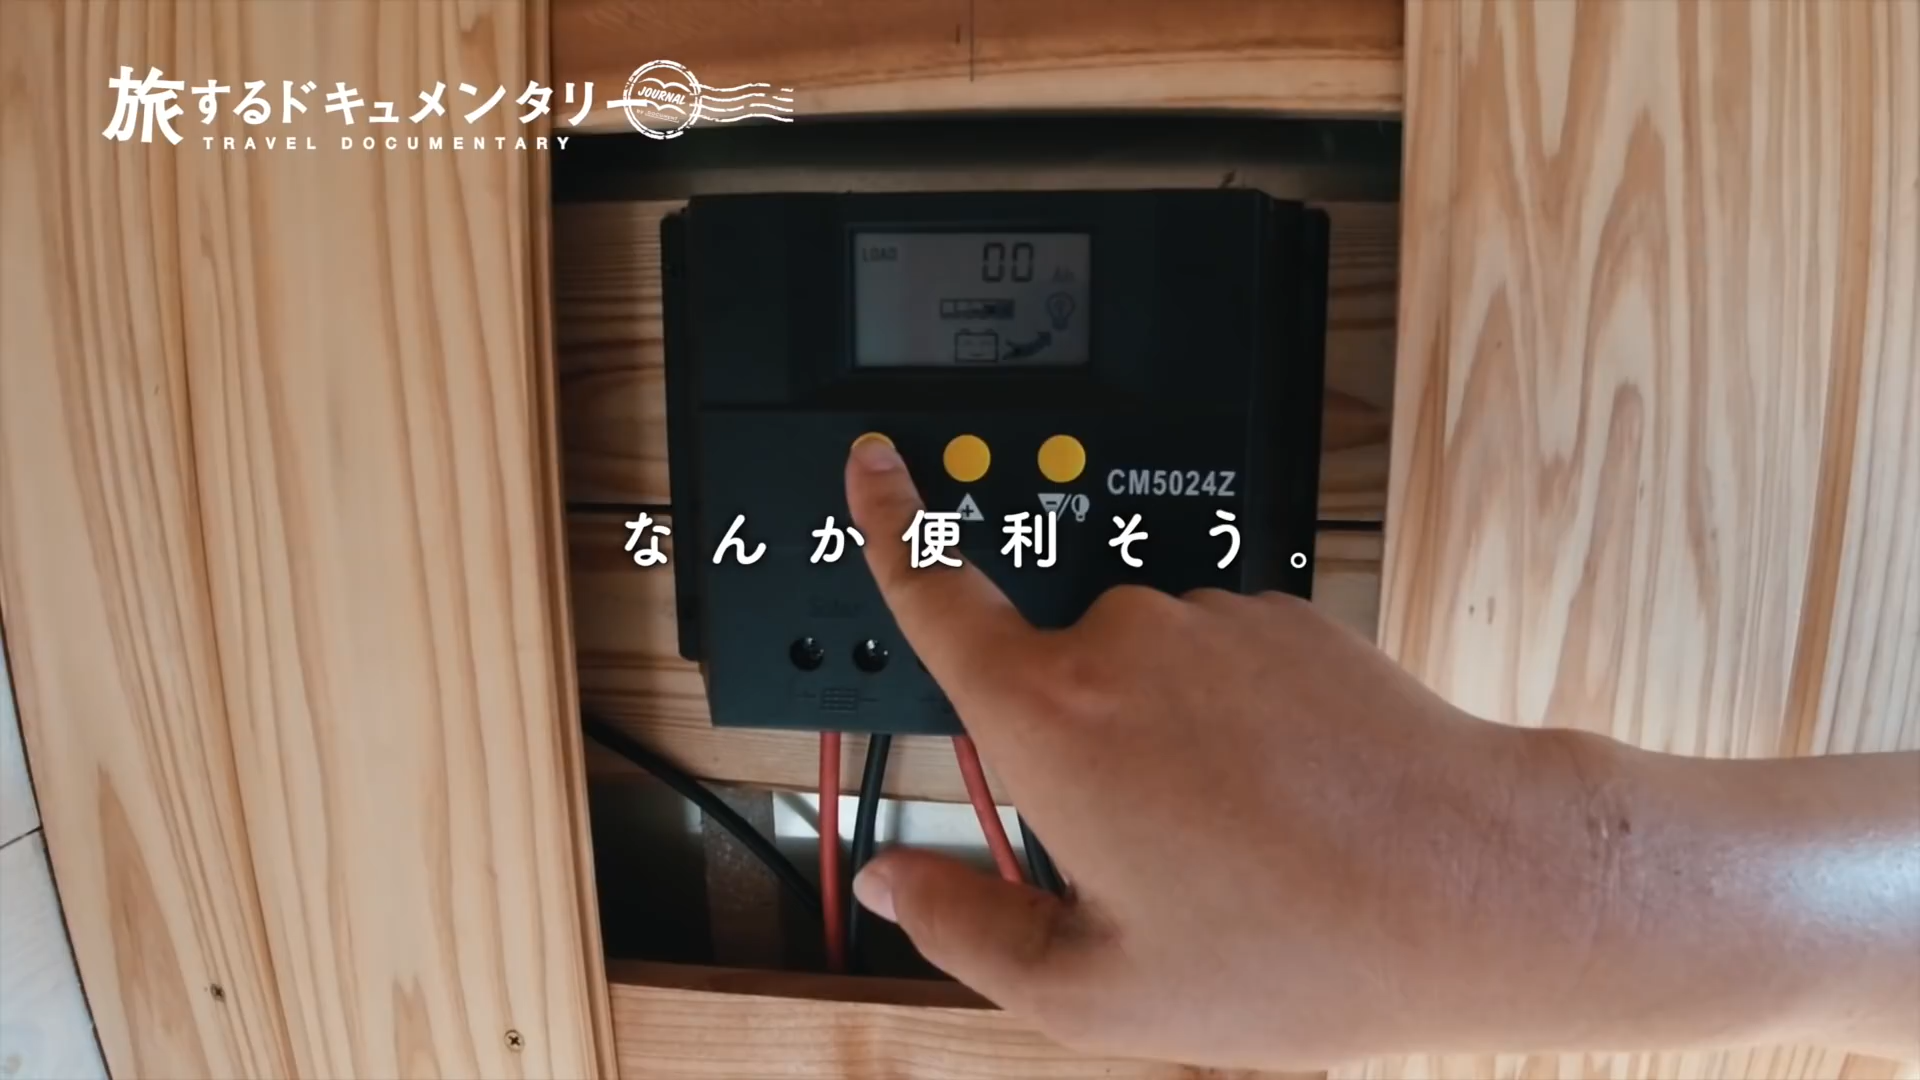 旅するドキュメンタリー
JOURNAL
TRAVEL DOCUMENTARY
LOAD
00
Ah
CM5024Z
なんか便利そう。
Solar